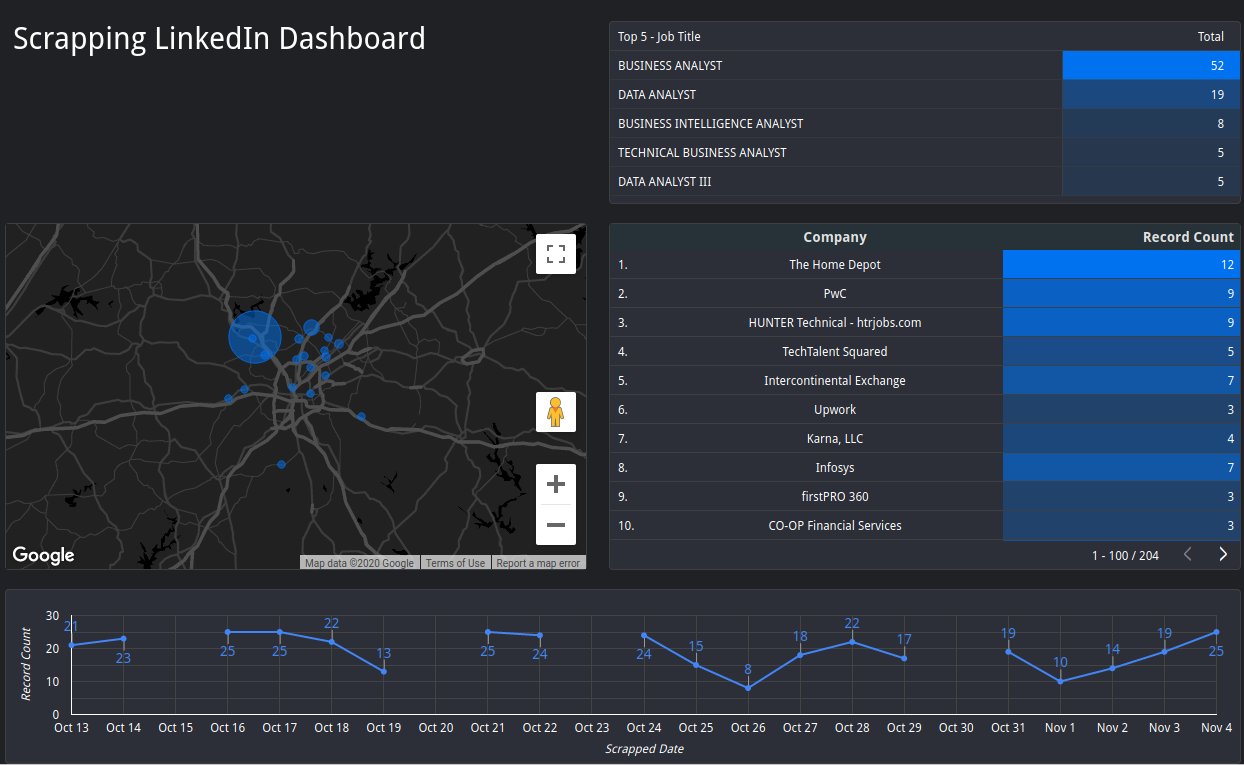 Scrapping LinkedIn Dashboard
Top 5 - Job Title Total
BUSINESS ANALYST 52
DATA ANALYST 19
BUSINESS INTELLIGENCE ANALYST 8
TECHNICAL BUSINESS ANALYST 5
DATA ANALYST III 5
Google
Map data ©2020 Google Terms of Use Report a map error
Company Record Count
1. The Home Depot 12
2. PwC 9
3. HUNTER Technical - htrjobs.com 9
4. TechTalent Squared 5
5. Intercontinental Exchange 7
6. Upwork 3
7. Karna, LLC 4
8. Infosys 7
9. firstPRO 360 3
10. CO-OP Financial Services 3
1 - 100 / 204
Record Count
30
20
10
0
21 23 25 25 22 13 25 24 24 15 8 18 22 17 19 10 14 19 25
Oct 13 Oct 14 Oct 15 Oct 16 Oct 17 Oct 18 Oct 19 Oct 20 Oct 21 Oct 22 Oct 23 Oct 24 Oct 25 Oct 26 Oct 27 Oct 28 Oct 29 Oct 30 Oct 31 Nov 1 Nov 2 Nov 3 Nov 4
Scrapped Date